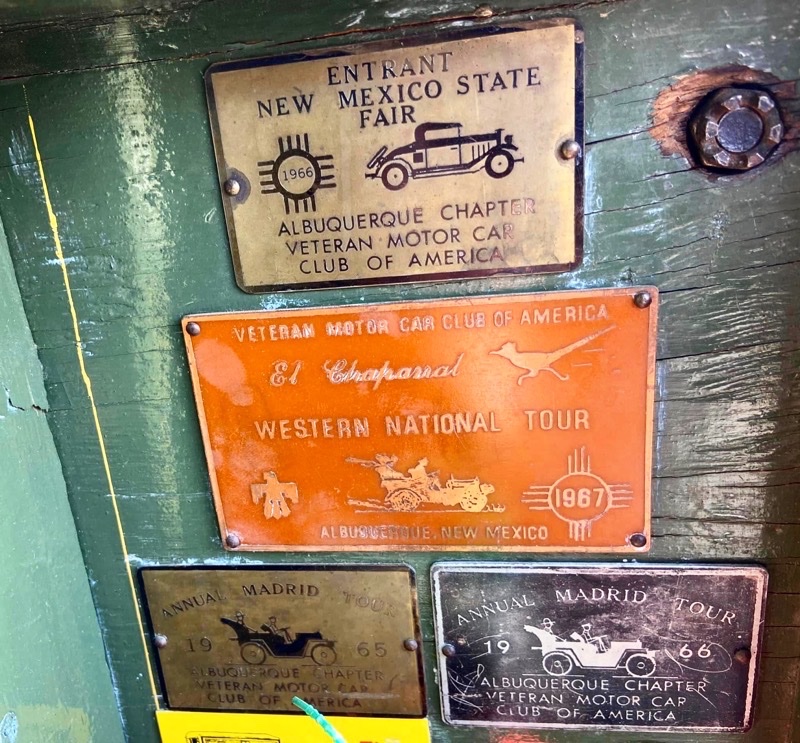 ENTRANT
NEW MEXICO STATE
FAIR
1966
ALBUQUERQUE CHAPTER
VETERAN MOTOR CAR
CLUB OF AMERICA
VETERAN MOTOR CAR CLUB OF AMERICA
El Chaparral
WESTERN NATIONAL TOUR
1967
ALBUQUERQUE, NEW MEXICO
ANNUAL MADRID TOUR
19 65
ALBUQUERQUE CHAPTER
VETERAN MOTOR CAR
CLUB OF AMERICA
ANNUAL MADRID TOUR
19 66
ALBUQUERQUE CHAPTER
VETERAN MOTOR CAR
CLUB OF AMERICA